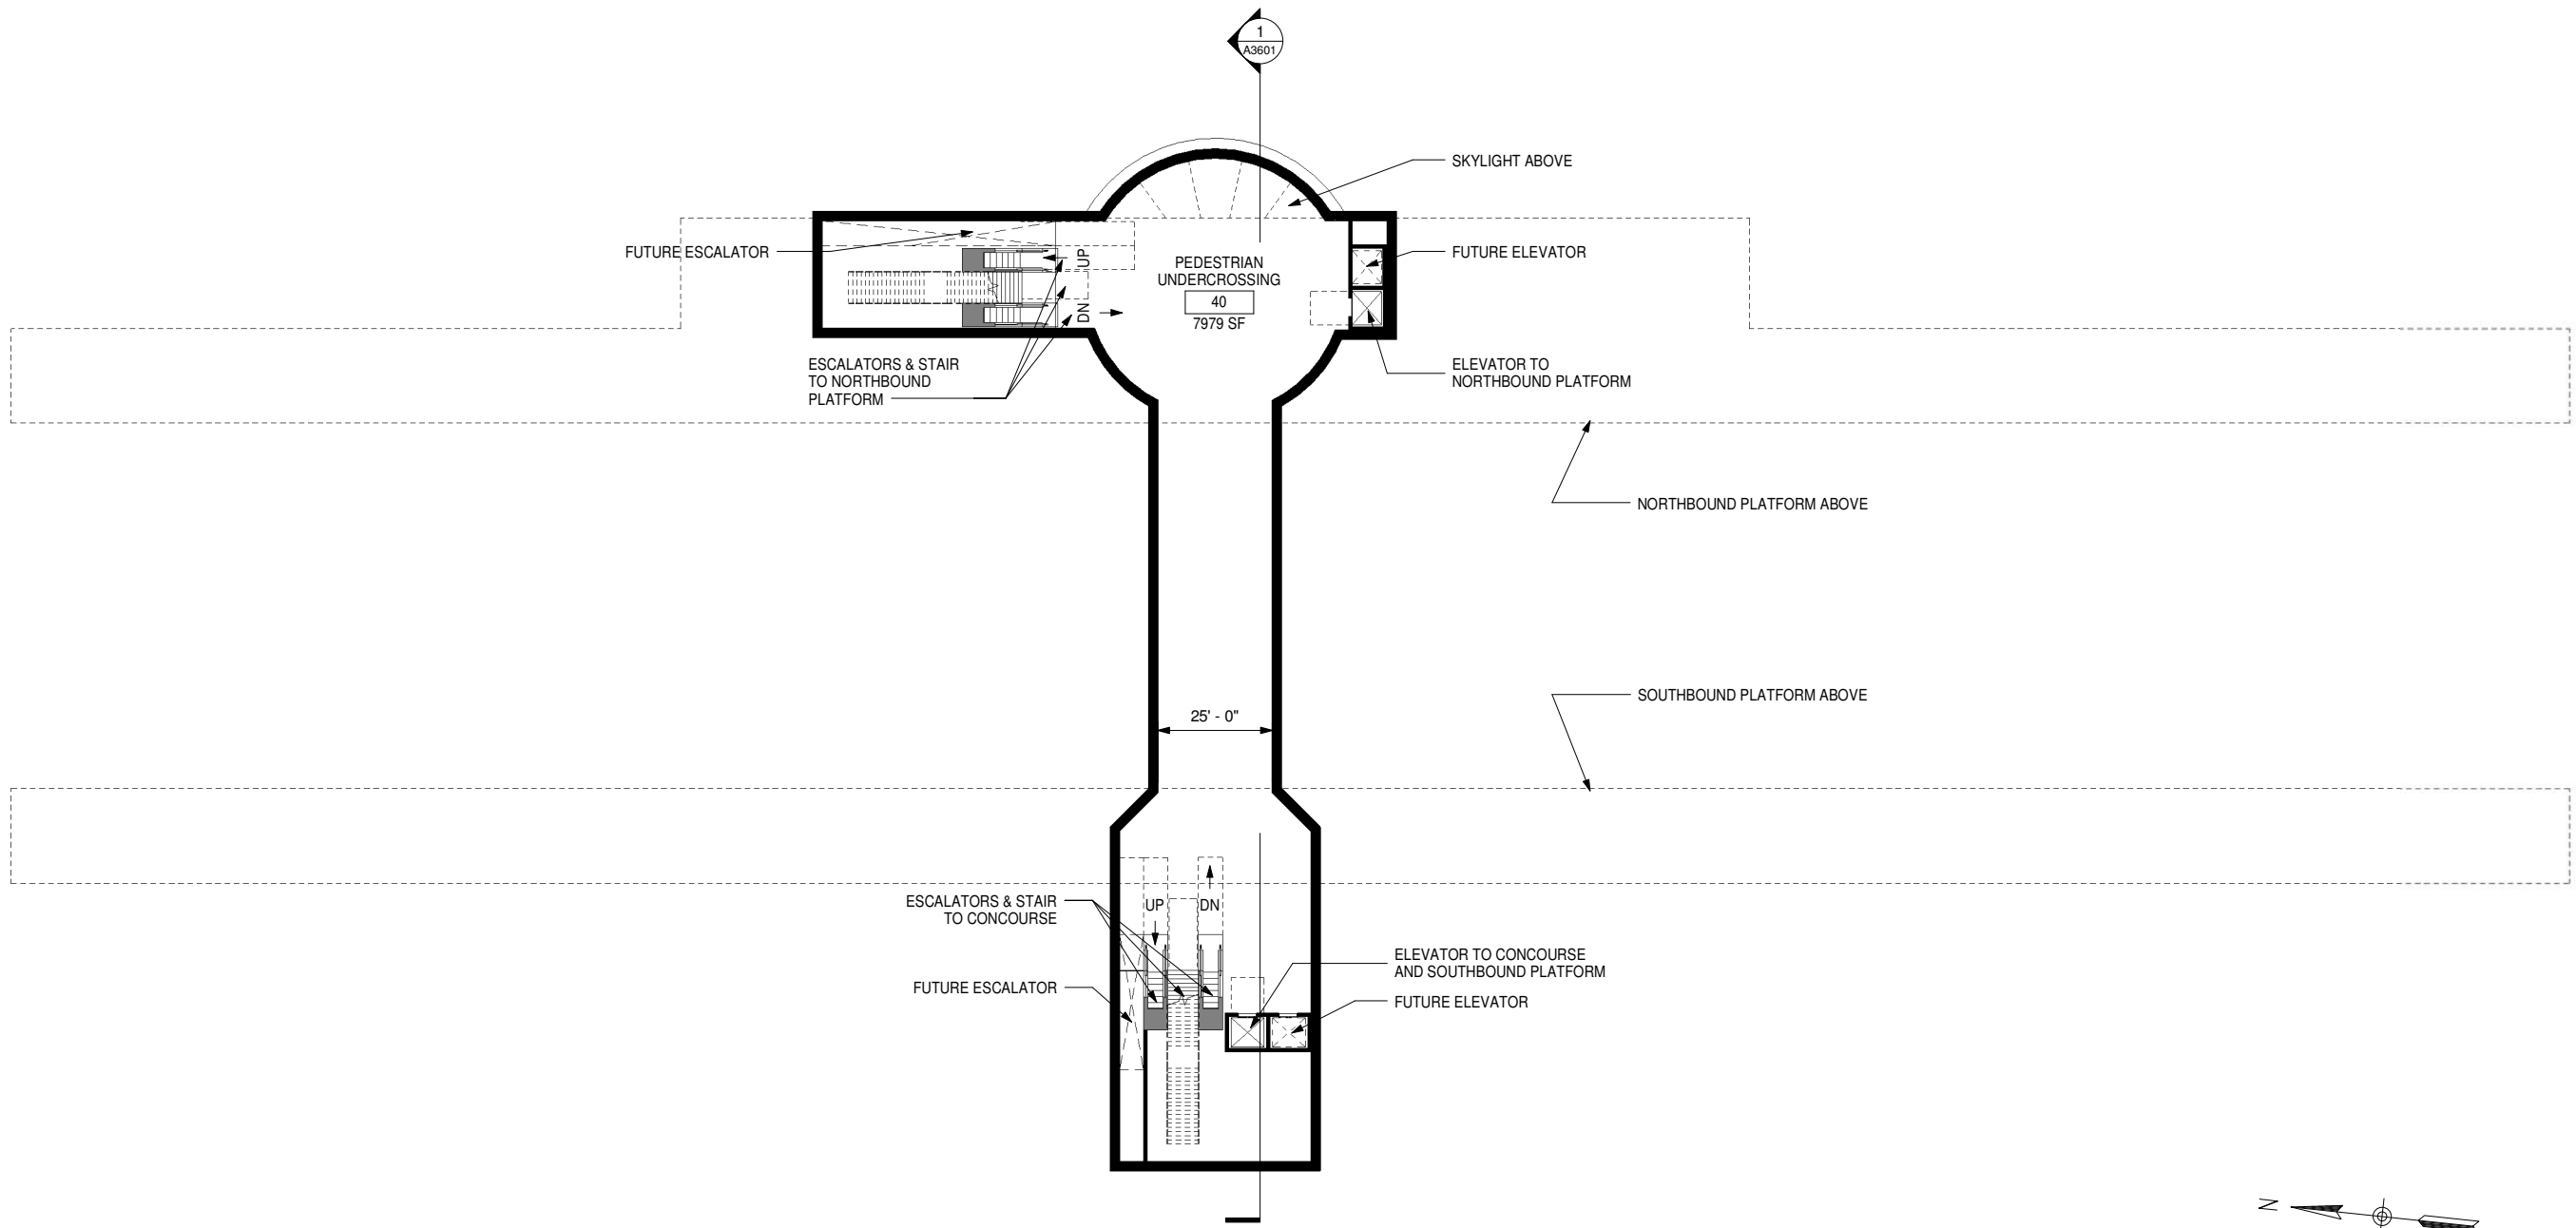 1
A3601
SKYLIGHT ABOVE
FUTURE ESCALATOR
UP
PEDESTRIAN
UNDERCROSSING
40
7979 SF
FUTURE ELEVATOR
DN
ESCALATORS & STAIR
TO NORTHBOUND
PLATFORM
ELEVATOR TO
NORTHBOUND PLATFORM
NORTHBOUND PLATFORM ABOVE
SOUTHBOUND PLATFORM ABOVE
25' - 0"
ESCALATORS & STAIR
TO CONCOURSE
UP
DN
ELEVATOR TO CONCOURSE
AND SOUTHBOUND PLATFORM
FUTURE ESCALATOR
FUTURE ELEVATOR
N